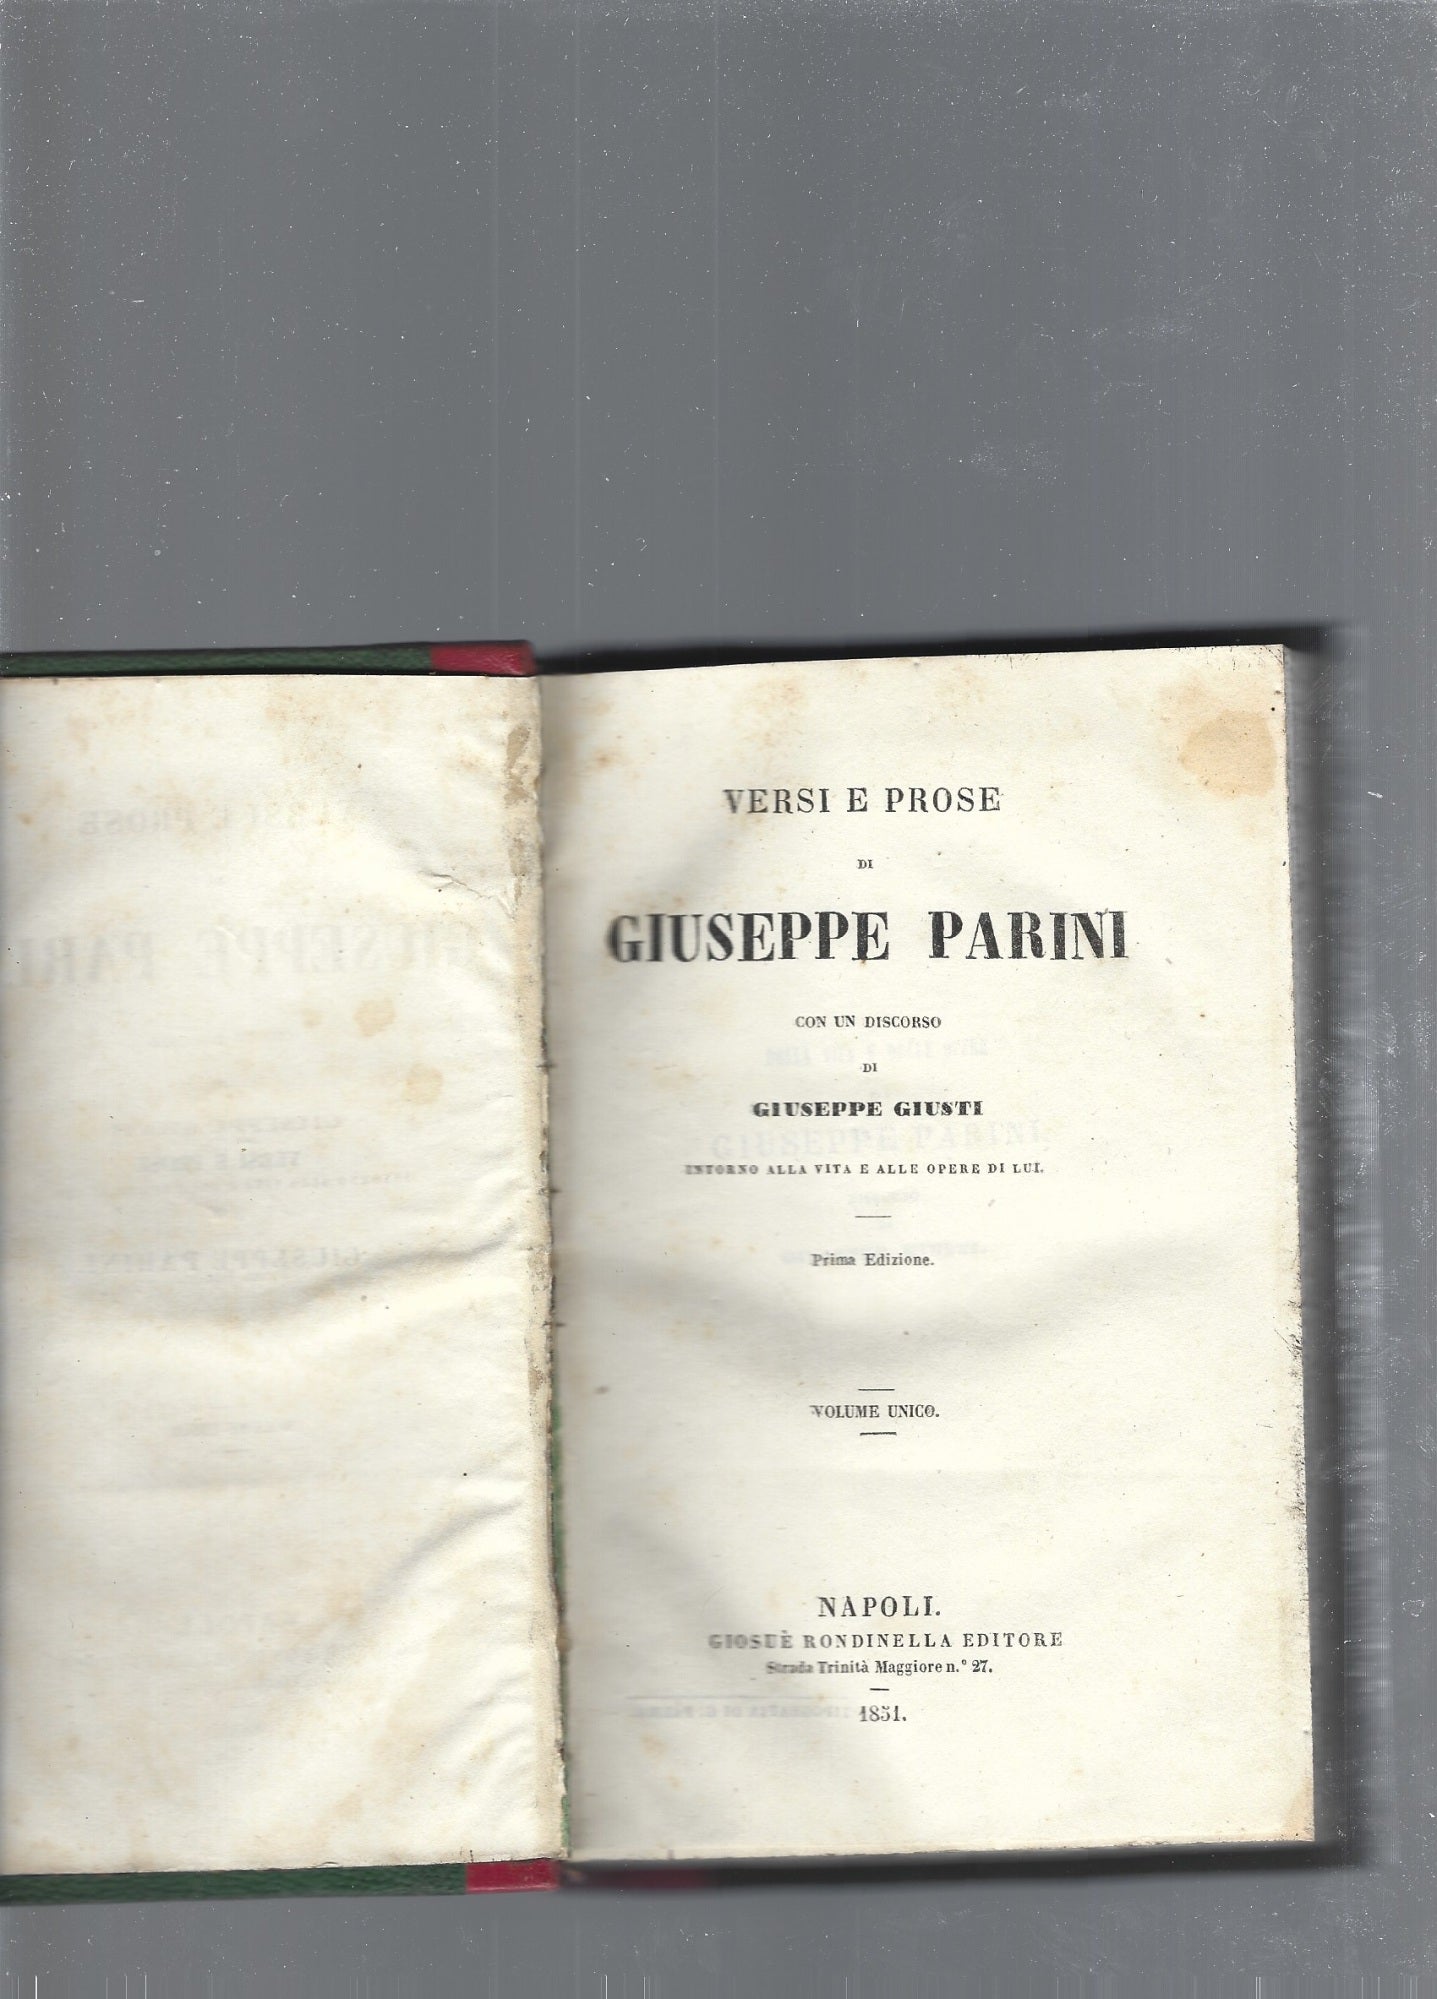 VERSI E PROSE
DI
GIUSEPPE PARINI
CON UN DISCORSO
DI
GIUSEPPE GIUSTI
INTORNO ALLA VITA E ALLE OPERE DI LUI.
Prima Edizione.
VOLUME UNICO.
NAPOLI.
GIOSUÈ RONDINELLA EDITORE
Strada Trinità Maggiore n.° 27.
1851.